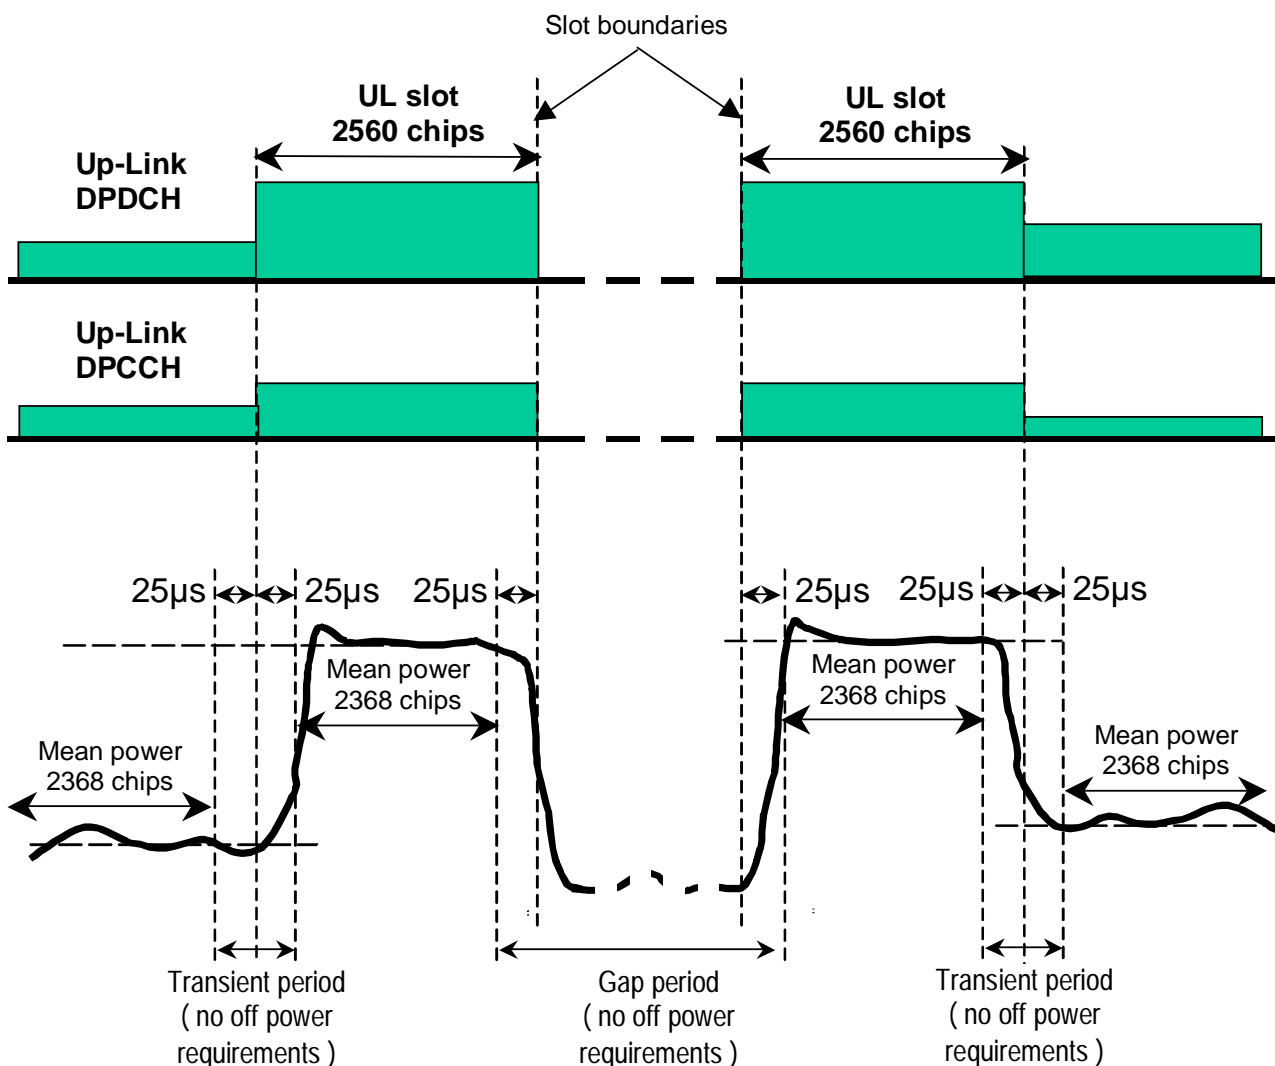 Slot boundaries
UL slot
2560 chips
UL slot
2560 chips
Up-Link
DPDCH
Up-Link
DPCCH
25µs
25µs
25µs
25µs
25µs
25µs
Mean power
2368 chips
Mean power
2368 chips
Mean power
2368 chips
Mean power
2368 chips
Transient period
( no off power
requirements )
Gap period
( no off power
requirements )
Transient period
( no off power
requirements )